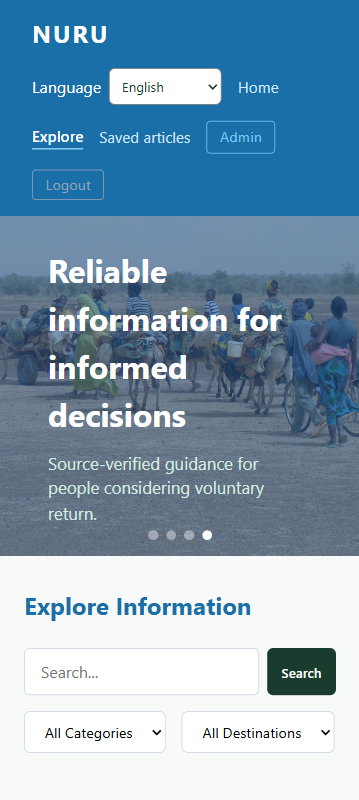 NURU
Language English Home
Explore Saved articles Admin
Logout
Reliable
information for
informed
decisions
Source-verified guidance for
people considering voluntary
return.
Explore Information
Search... Search
All Categories All Destinations